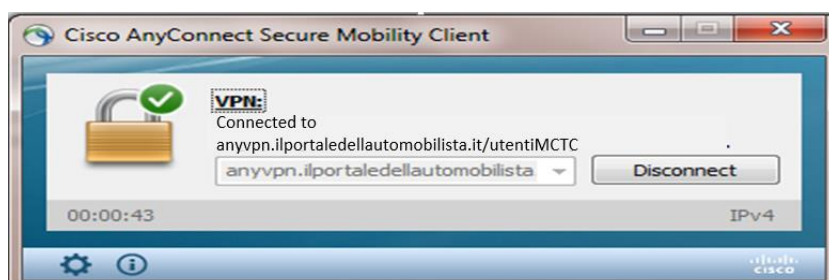 Cisco AnyConnect Secure Mobility Client
VPN:
Connected to
anyvpn.ilportaledellautomobilista.it/utentiMCTC .
anyvpn.ilportaledellautomobilista
Disconnect
00:00:43
IPv4
CISCO